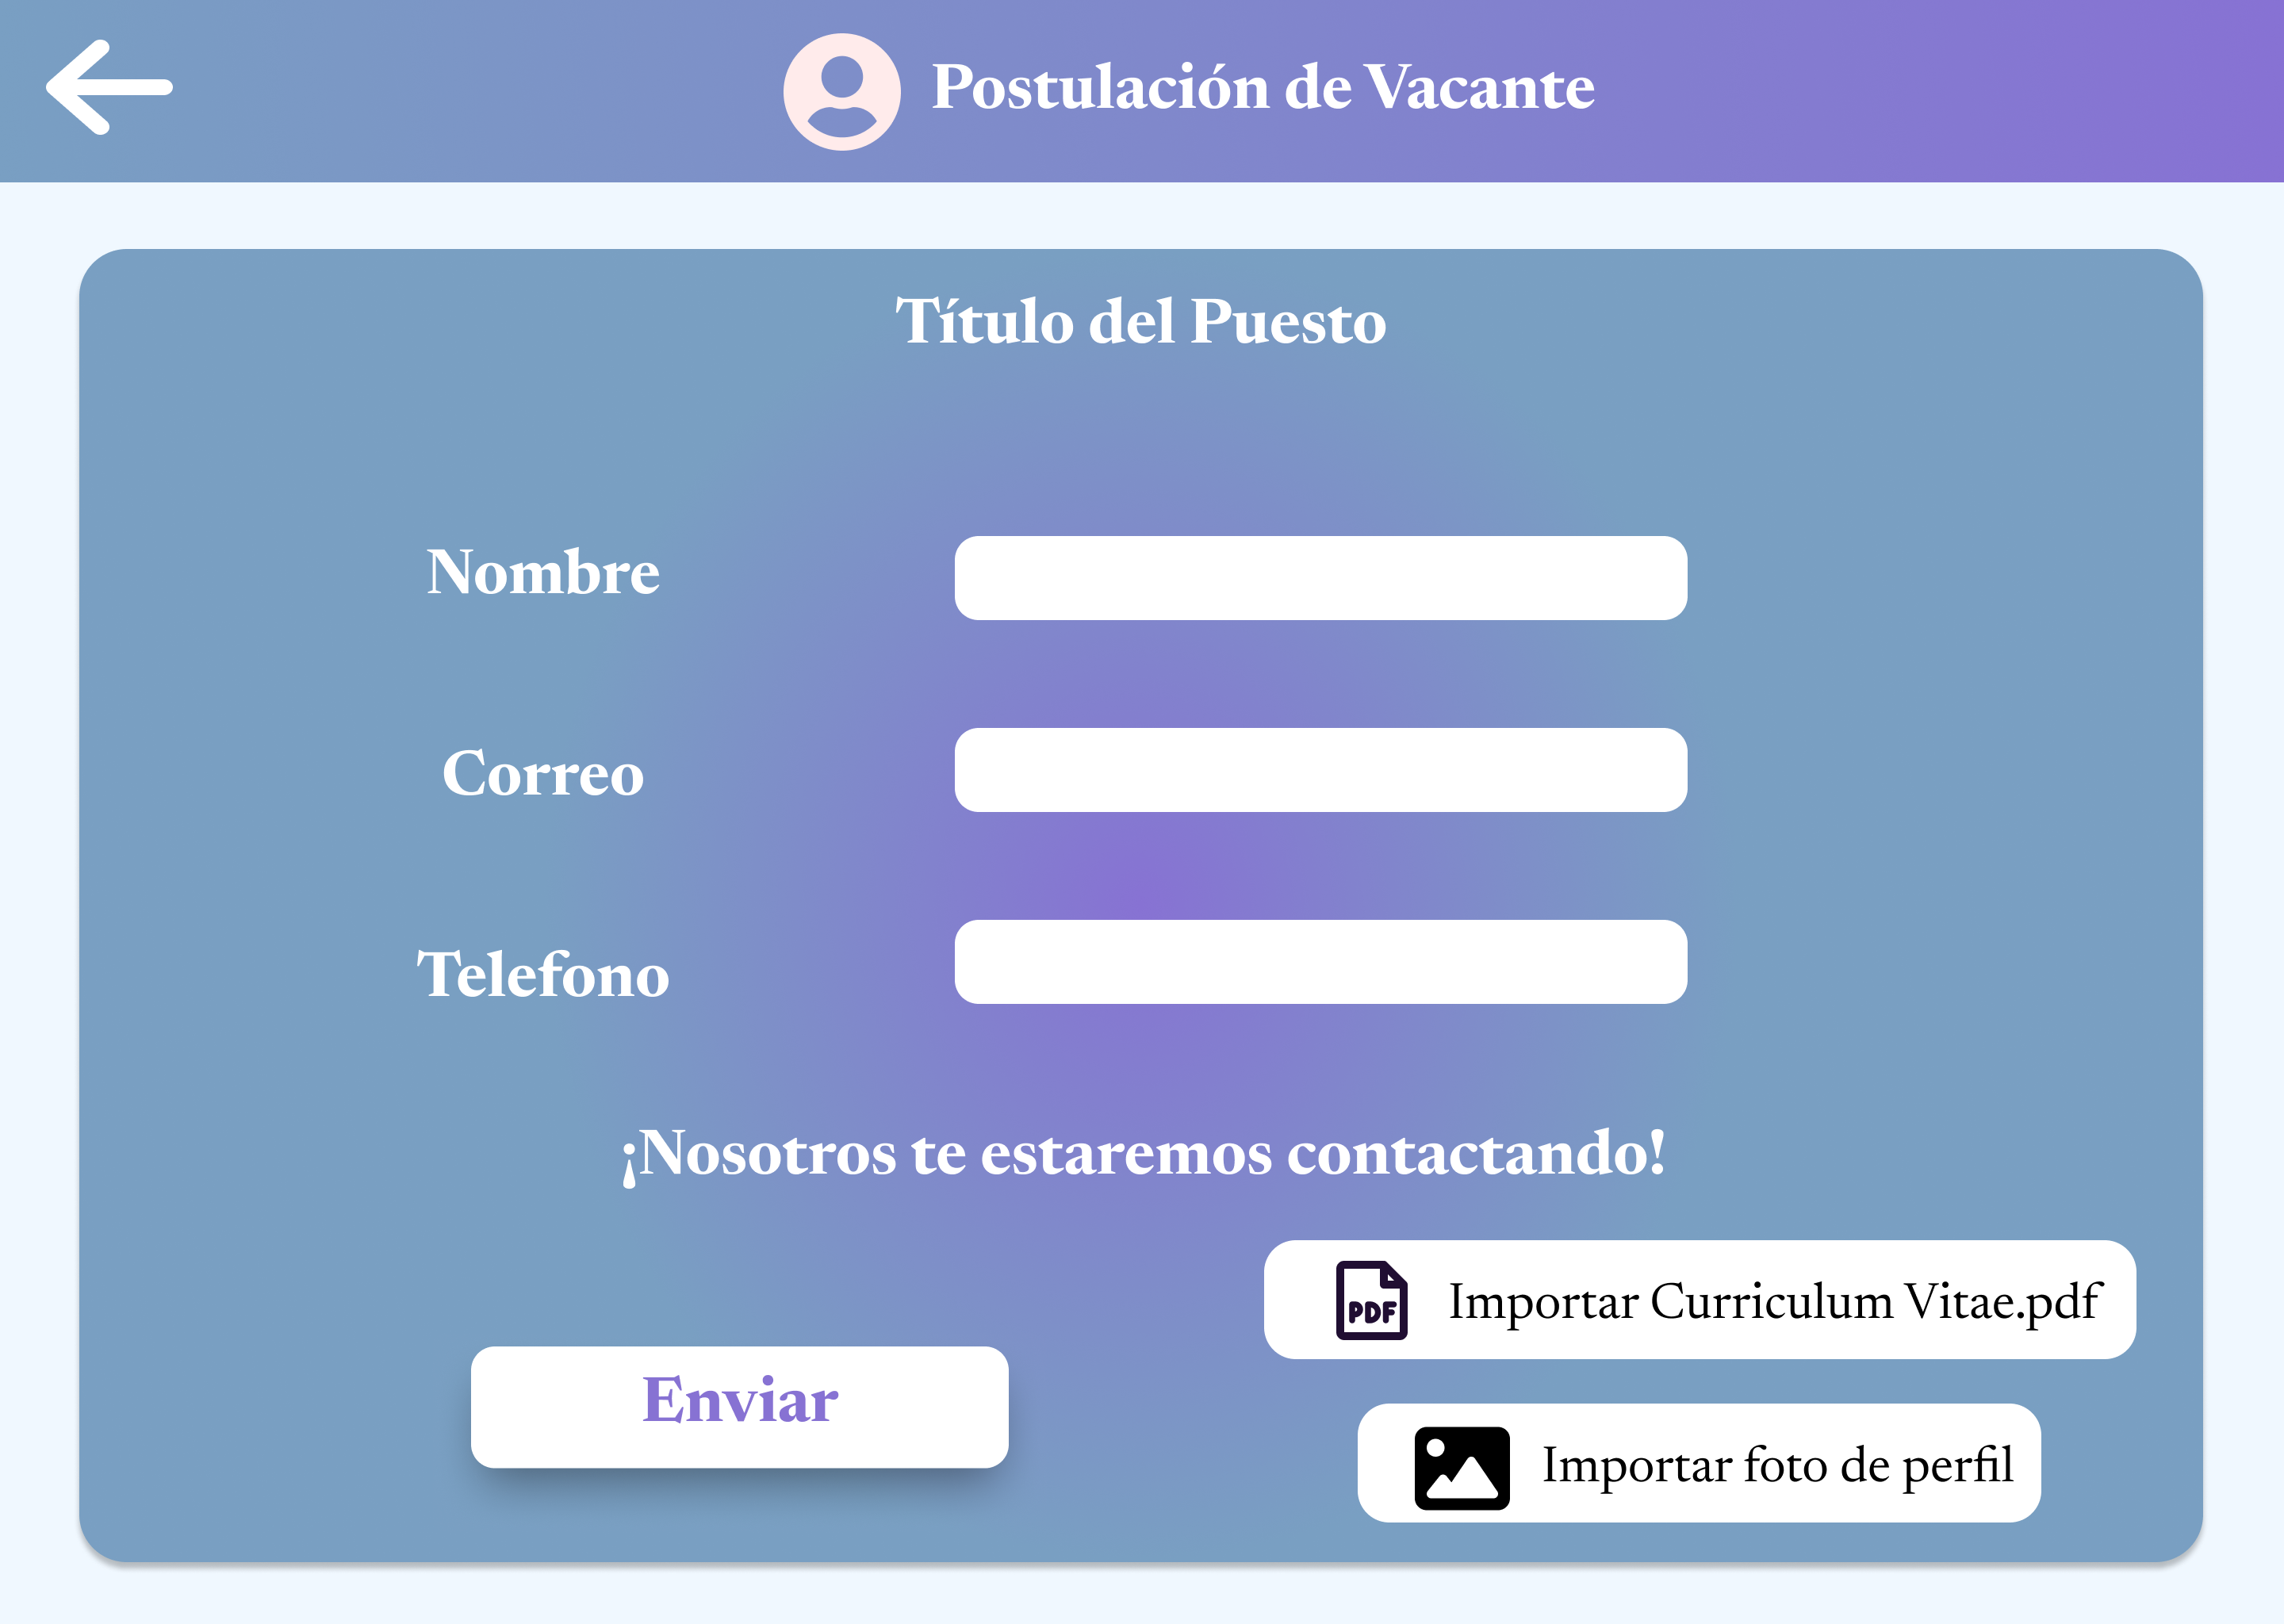 Postulación de Vacante
Título del Puesto
Nombre
Correo
Telefono
¡Nosotros te estaremos contactando!
PDF
Importar Curriculum Vitae.pdf
Enviar
Importar foto de perfil